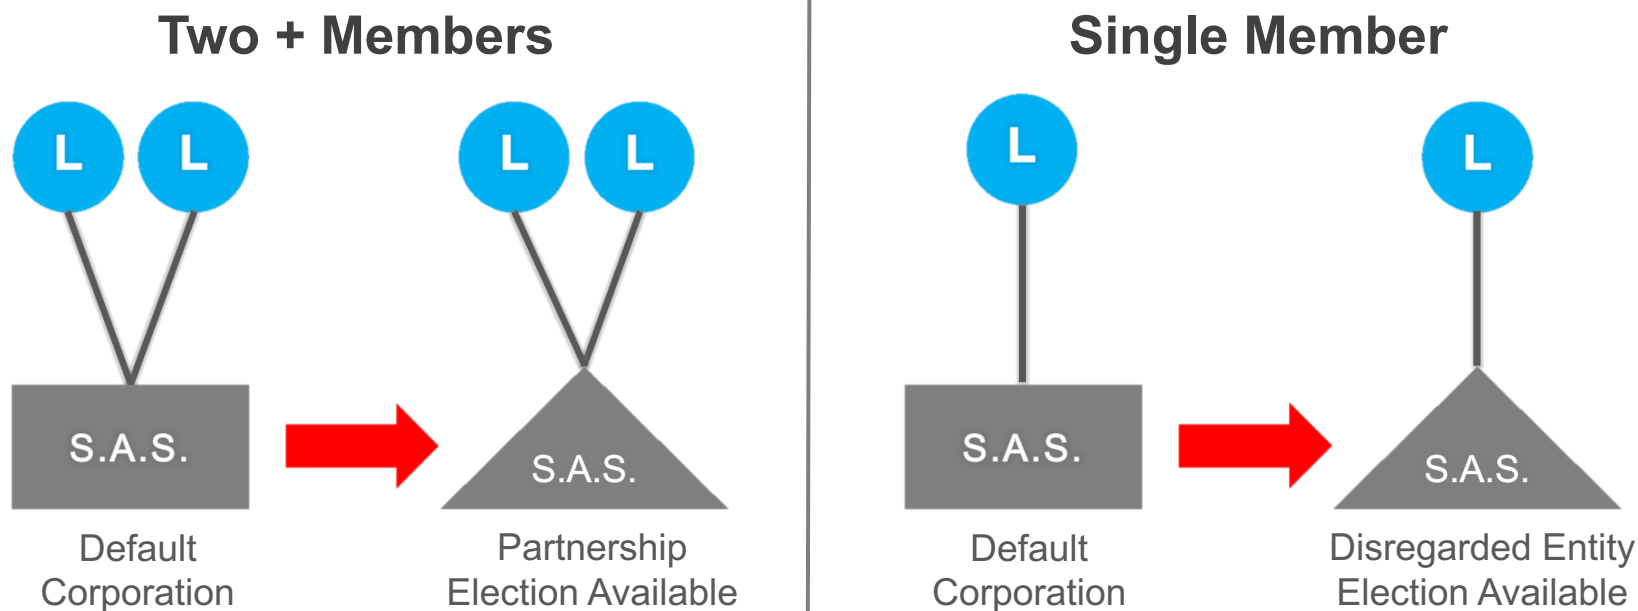 Two + Members
L L
S.A.S.
Default
Corporation
L L
S.A.S.
Partnership
Election Available
Single Member
L
S.A.S.
Default
Corporation
L
S.A.S.
Disregarded Entity
Election Available